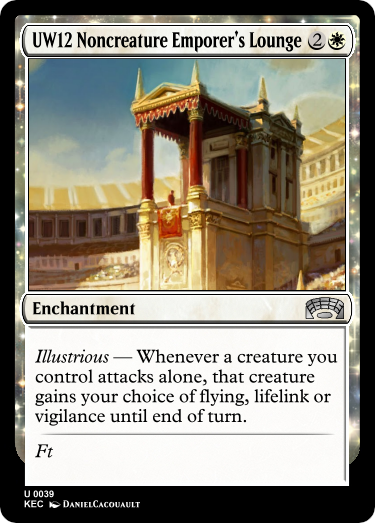 UW12 Noncreature Emporer's Lounge 2
Enchantment
Illustrious — Whenever a creature you
control attacks alone, that creature
gains your choice of flying, lifelink or
vigilance until end of turn.
Ft
U 0039
KEC DanielCacouault